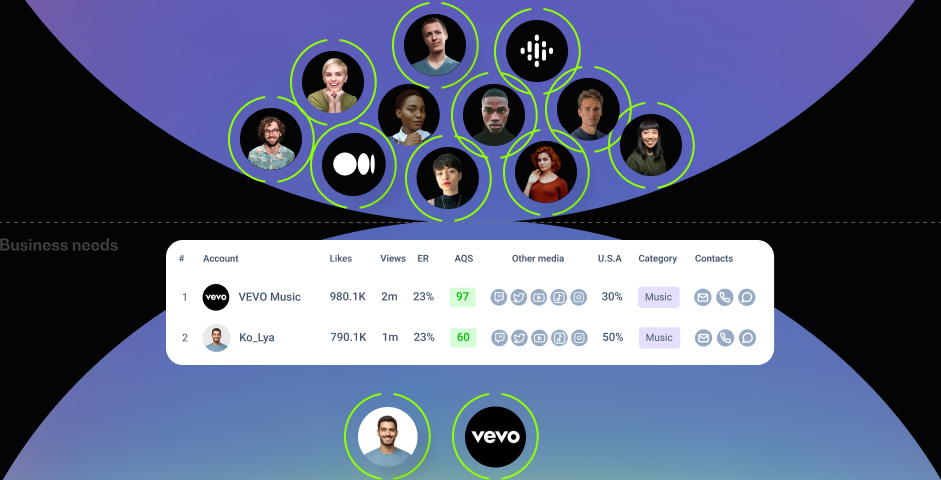 Business needs
# Account Likes Views ER AQS Other media U.S.A Category Contacts
1 vevo VEVO Music 980.1K 2m 23% 97 30% Music
2 Ko_Lya 790.1K 1m 23% 60 50% Music
vevo